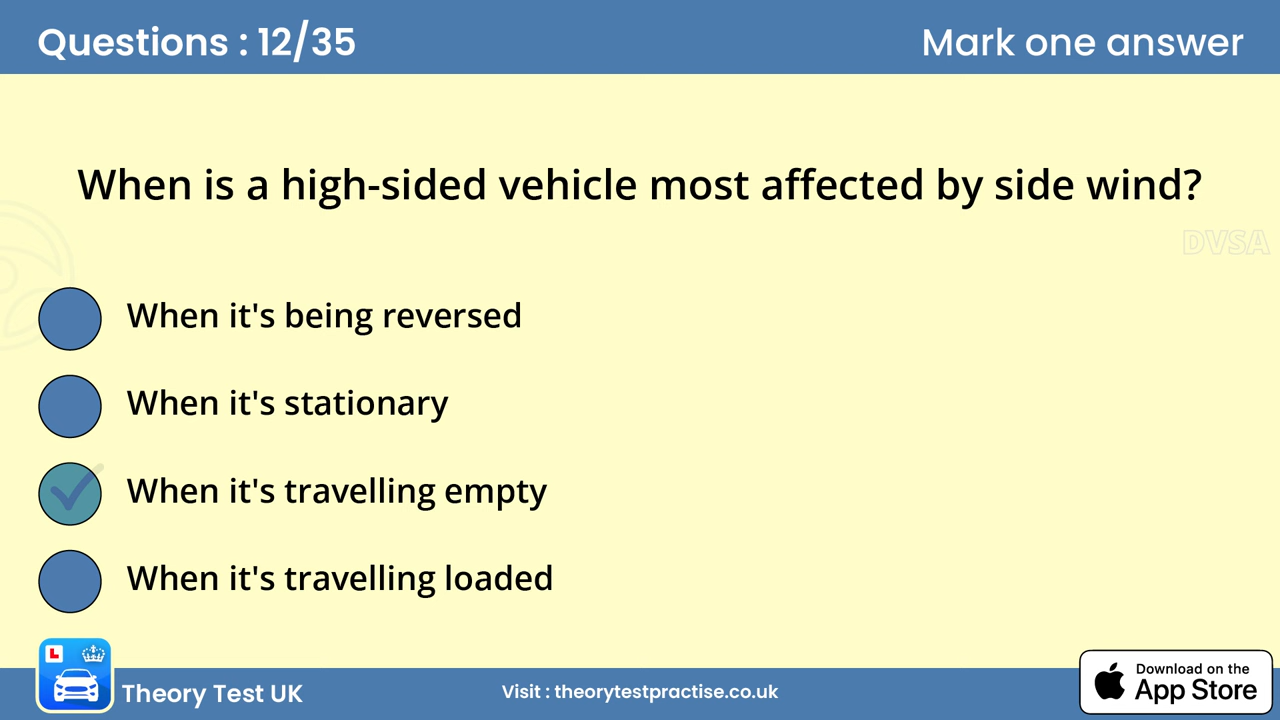 Questions : 12/35
Mark one answer
When is a high-sided vehicle most affected by side wind?
DVSA
When it's being reversed
When it's stationary
When it's travelling empty
When it's travelling loaded
L
Theory Test UK
Visit : theorytestpractise.co.uk
Download on the
App Store